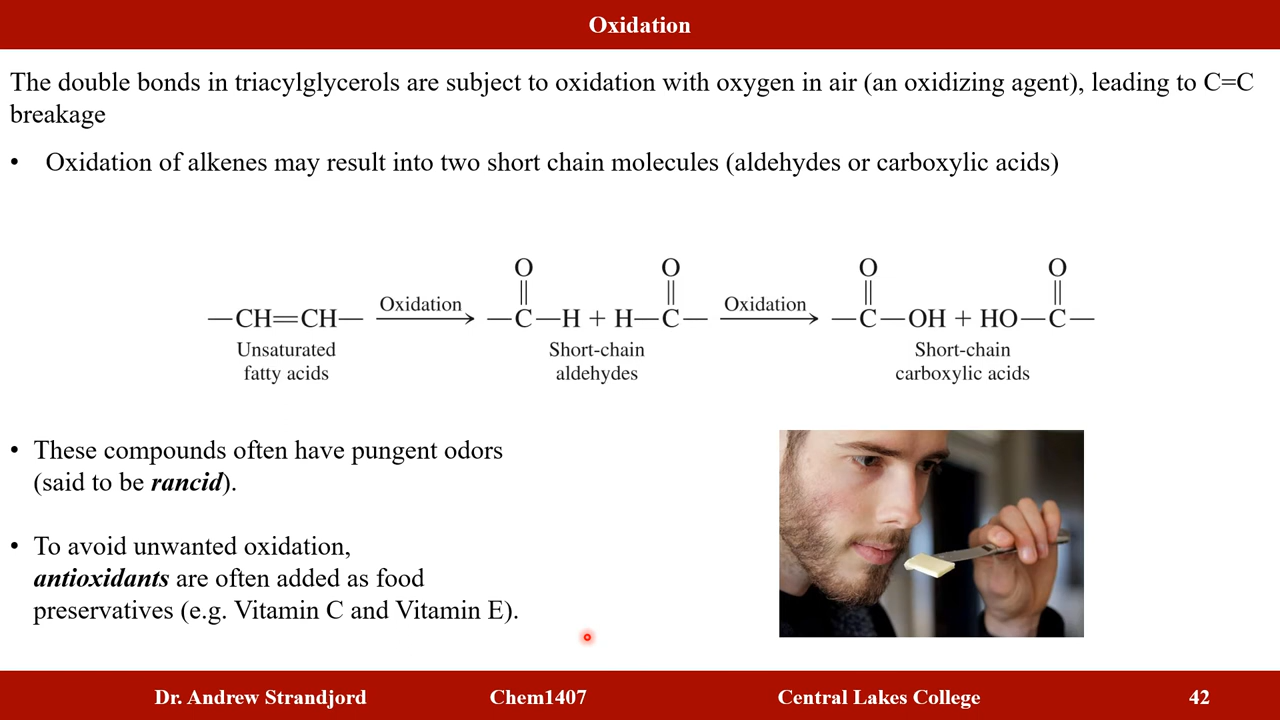 Oxidation
The double bonds in triacylglycerols are subject to oxidation with oxygen in air (an oxidizing agent), leading to C=C
breakage
• Oxidation of alkenes may result into two short chain molecules (aldehydes or carboxylic acids)
O O O O
—CH=CH— Oxidation —C—H + H—C— Oxidation —C—OH + HO—C—
Unsaturated Short-chain Short-chain
fatty acids aldehydes carboxylic acids
• These compounds often have pungent odors
(said to be rancid).
• To avoid unwanted oxidation,
antioxidants are often added as food
preservatives (e.g. Vitamin C and Vitamin E).
Dr. Andrew Strandjord Chem1407 Central Lakes College 42